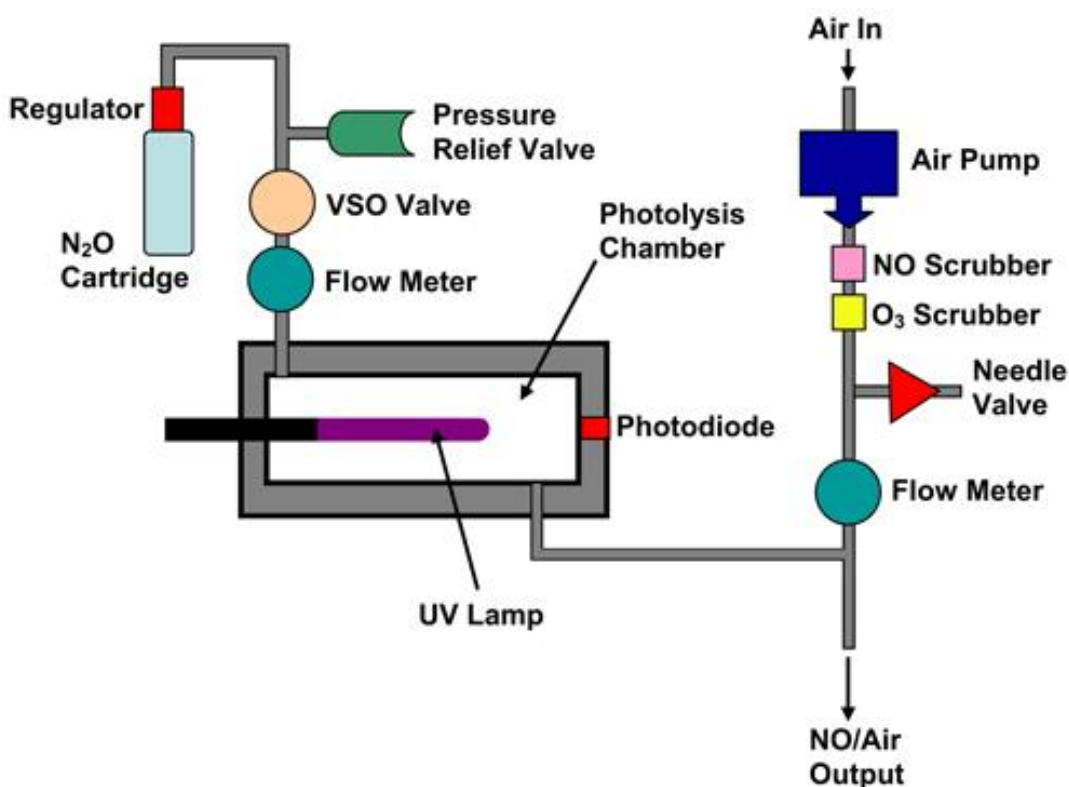 Air In
Regulator
Pressure
Relief Valve
Air Pump
VSO Valve
Photolysis
Chamber
N₂O
Cartridge
Flow Meter
NO Scrubber
O₃ Scrubber
Needle
Valve
Photodiode
Flow Meter
UV Lamp
NO/Air
Output